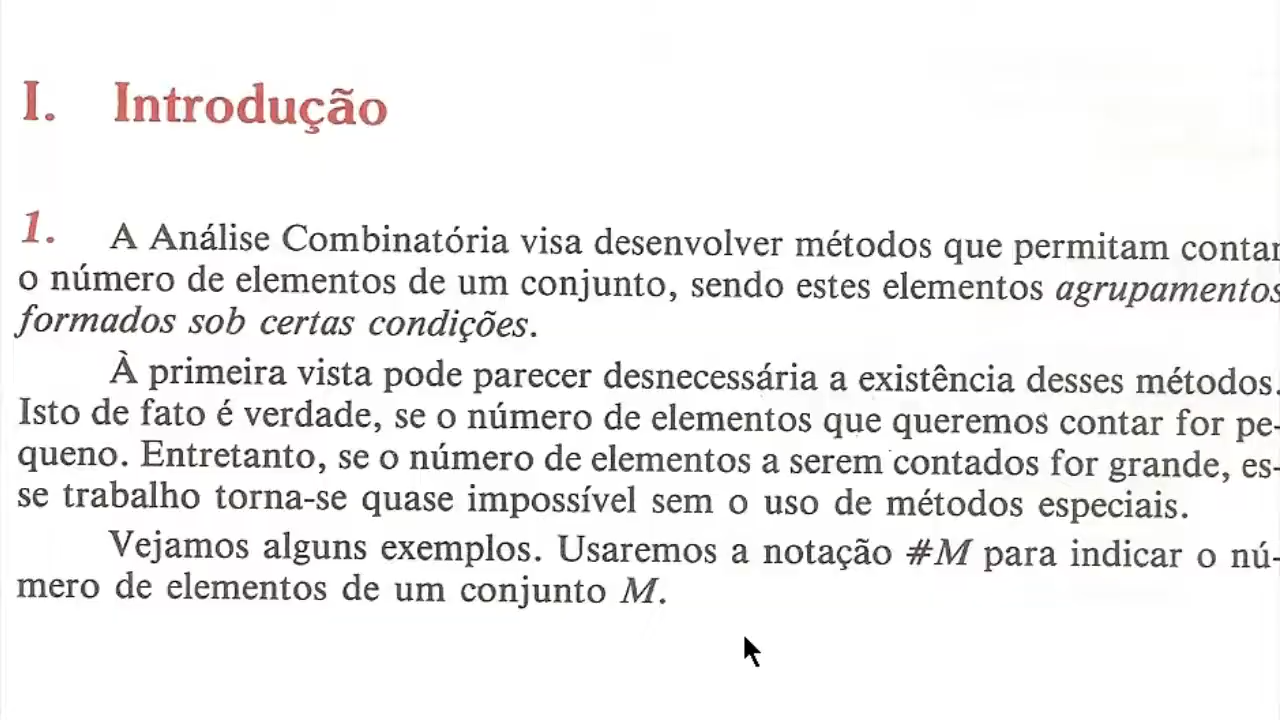 I. Introdução
1. A Análise Combinatória visa desenvolver métodos que permitam contar
o número de elementos de um conjunto, sendo estes elementos agrupamentos
formados sob certas condições.
À primeira vista pode parecer desnecessária a existência desses métodos.
Isto de fato é verdade, se o número de elementos que queremos contar for pe-
queno. Entretanto, se o número de elementos a serem contados for grande, es-
se trabalho torna-se quase impossível sem o uso de métodos especiais.
Vejamos alguns exemplos. Usaremos a notação #M para indicar o nú-
mero de elementos de um conjunto M.